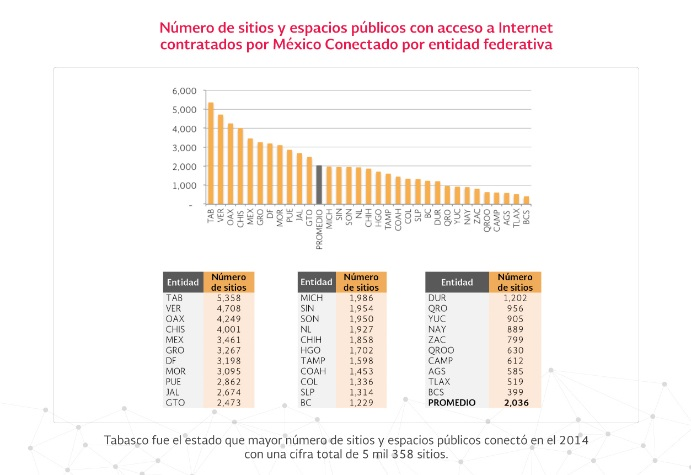 Número de sitios y espacios públicos con acceso a Internet
contratados por México Conectado por entidad federativa
6,000
5,000
4,000
3,000
2,000
1,000
-
TAB VER OAX CHIS MEX GRO DF MOR PUE JAL GTO PROMEDIO MICH SIN SON NL CHIH HGO TAMP COAH COL SLP BC DUR QRO YUC NAY ZAC QROO CAMP AGS TLAX BCS
Entidad Número de sitios
TAB 5,358
VER 4,708
OAX 4,249
CHIS 4,001
MEX 3,461
GRO 3,267
DF 3,198
MOR 3,095
PUE 2,862
JAL 2,674
GTO 2,473
Entidad Número de sitios
MICH 1,986
SIN 1,954
SON 1,950
NL 1,927
CHIH 1,858
HGO 1,702
TAMP 1,598
COAH 1,453
COL 1,336
SLP 1,314
BC 1,229
Entidad Número de sitios
DUR 1,202
QRO 956
YUC 905
NAY 889
ZAC 799
QROO 630
CAMP 612
AGS 585
TLAX 519
BCS 399
PROMEDIO 2,036
Tabasco fue el estado que mayor número de sitios y espacios públicos conectó en el 2014
con una cifra total de 5 mil 358 sitios.